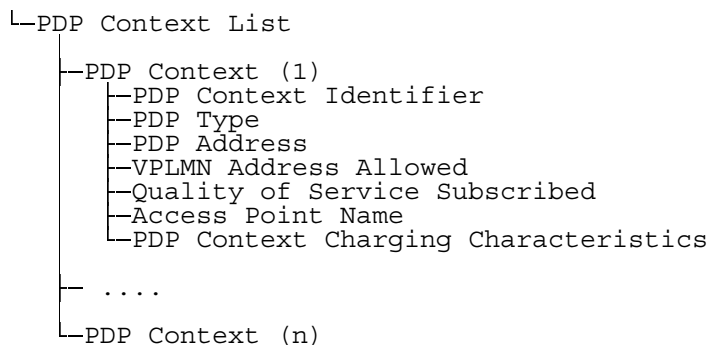 PDP Context List
PDP Context (1)
PDP Context Identifier
PDP Type
PDP Address
VPLMN Address Allowed
Quality of Service Subscribed
Access Point Name
PDP Context Charging Characteristics
....
PDP Context (n)